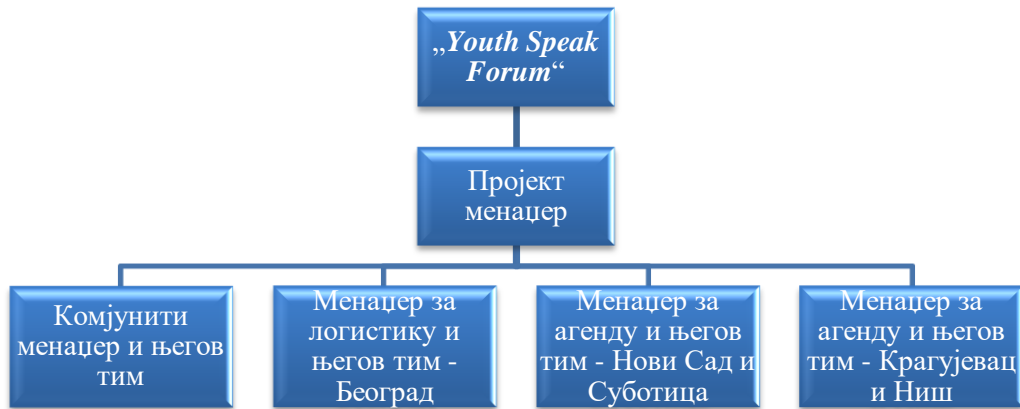 „Youth Speak
Forum“
Пројект
менаџер
Комјунити
менаџер и његов
тим
Менаџер за
логистику и
његов тим -
Београд
Менаџер за
агенду и његов
тим - Нови Сад и
Суботица
Менаџер за
агенду и његов
тим - Крагујевац
и Ниш